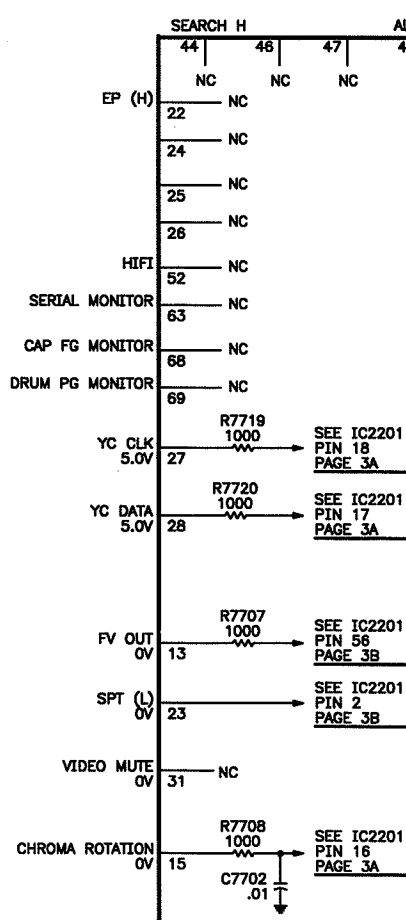 SEARCH H
44 46 47
NC NC NC
EP (H) 22 NC
24 NC
25 NC
26 NC
HIFI 52 NC
SERIAL MONITOR 63 NC
CAP FG MONITOR 68 NC
DRUM PG MONITOR 69 NC
R7719
1000
YC CLK
5.0V 27
SEE IC2201
PIN 18
PAGE 3A
R7720
1000
YC DATA
5.0V 28
SEE IC2201
PIN 17
PAGE 3A
R7707
1000
FV OUT
0V 13
SEE IC2201
PIN 56
PAGE 3B
SPT (L)
0V 23
SEE IC2201
PIN 2
PAGE 3B
VIDEO MUTE
0V 31 NC
R7708
1000
CHROMA ROTATION
0V 15
SEE IC2201
PIN 16
PAGE 3A
C7702
.01